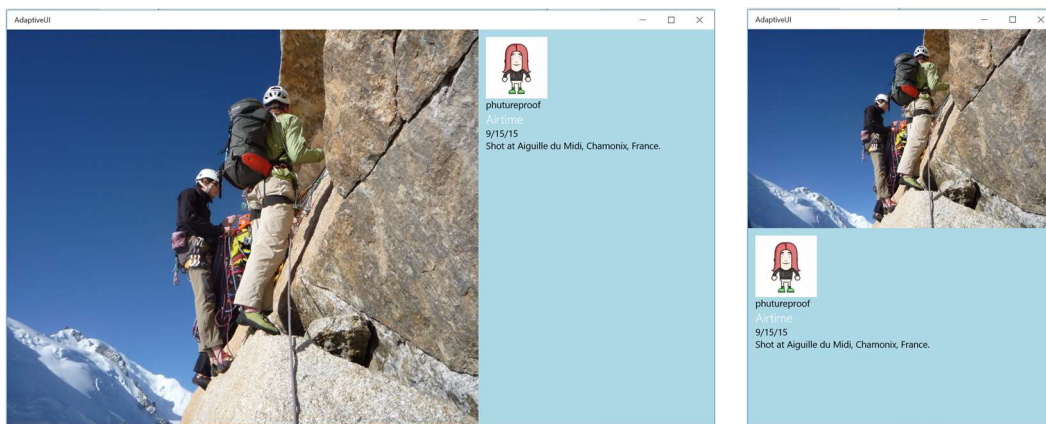 AdaptiveUI
phutureproof
Airtime
9/15/15
Shot at Aiguille du Midi, Chamonix, France.
AdaptiveUI
phutureproof
Airtime
9/15/15
Shot at Aiguille du Midi, Chamonix, France.